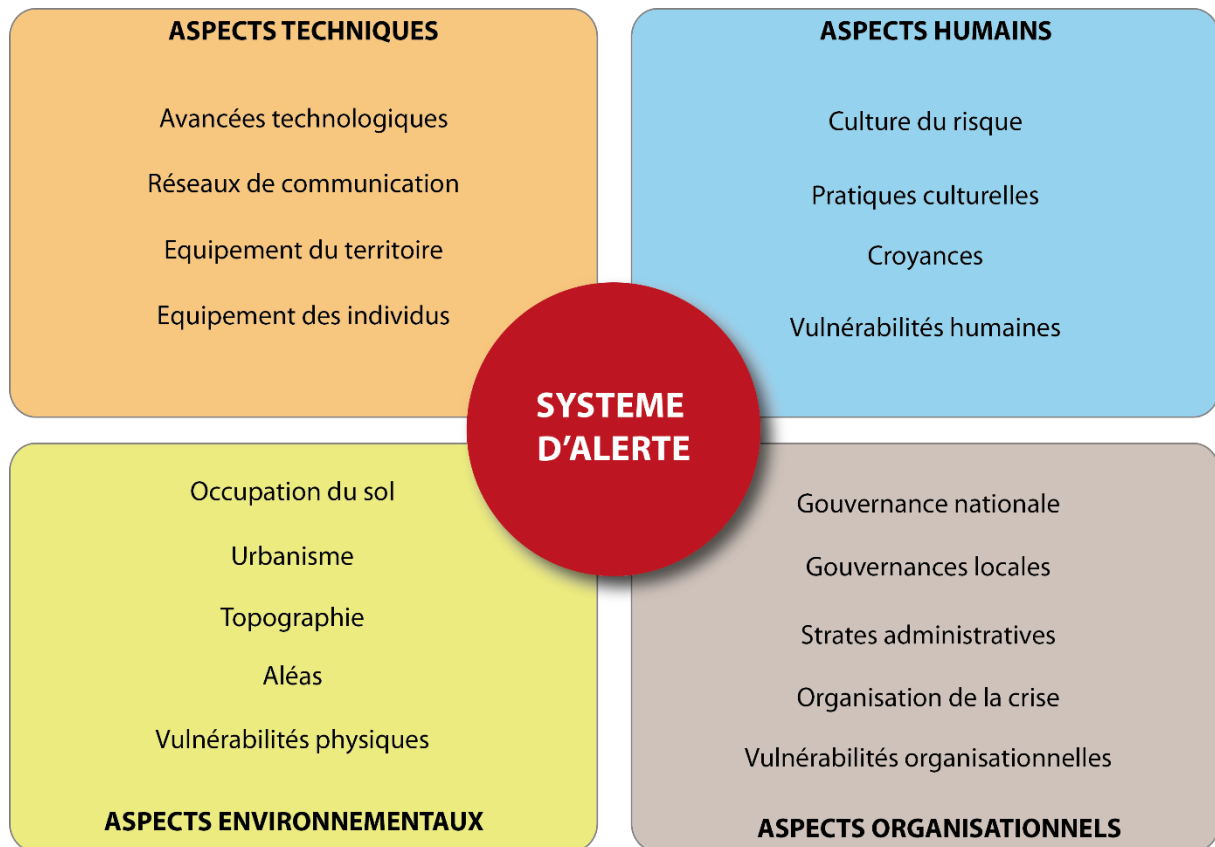 ASPECTS TECHNIQUES
Avancées technologiques
Réseaux de communication
Equipement du territoire
Equipement des individus
ASPECTS HUMAINS
Culture du risque
Pratiques culturelles
Croyances
Vulnérabilités humaines
SYSTEME
D'ALERTE
Occupation du sol
Urbanisme
Topographie
Aléas
Vulnérabilités physiques
ASPECTS ENVIRONNEMENTAUX
Gouvernance nationale
Gouvernances locales
Strates administratives
Organisation de la crise
Vulnérabilités organisationnelles
ASPECTS ORGANISATIONNELS